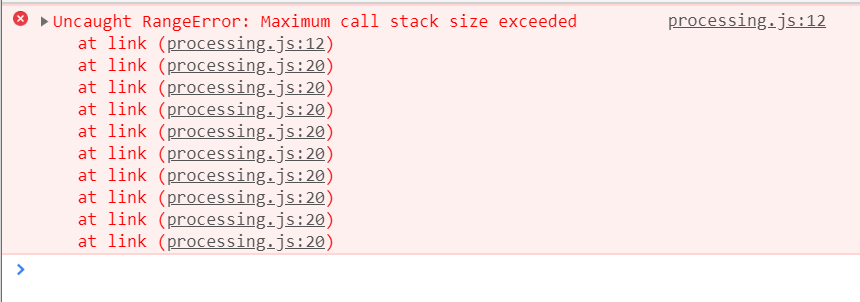 Uncaught RangeError: Maximum call stack size exceeded processing.js:12
at link (processing.js:12)
at link (processing.js:20)
at link (processing.js:20)
at link (processing.js:20)
at link (processing.js:20)
at link (processing.js:20)
at link (processing.js:20)
at link (processing.js:20)
at link (processing.js:20)
at link (processing.js:20)